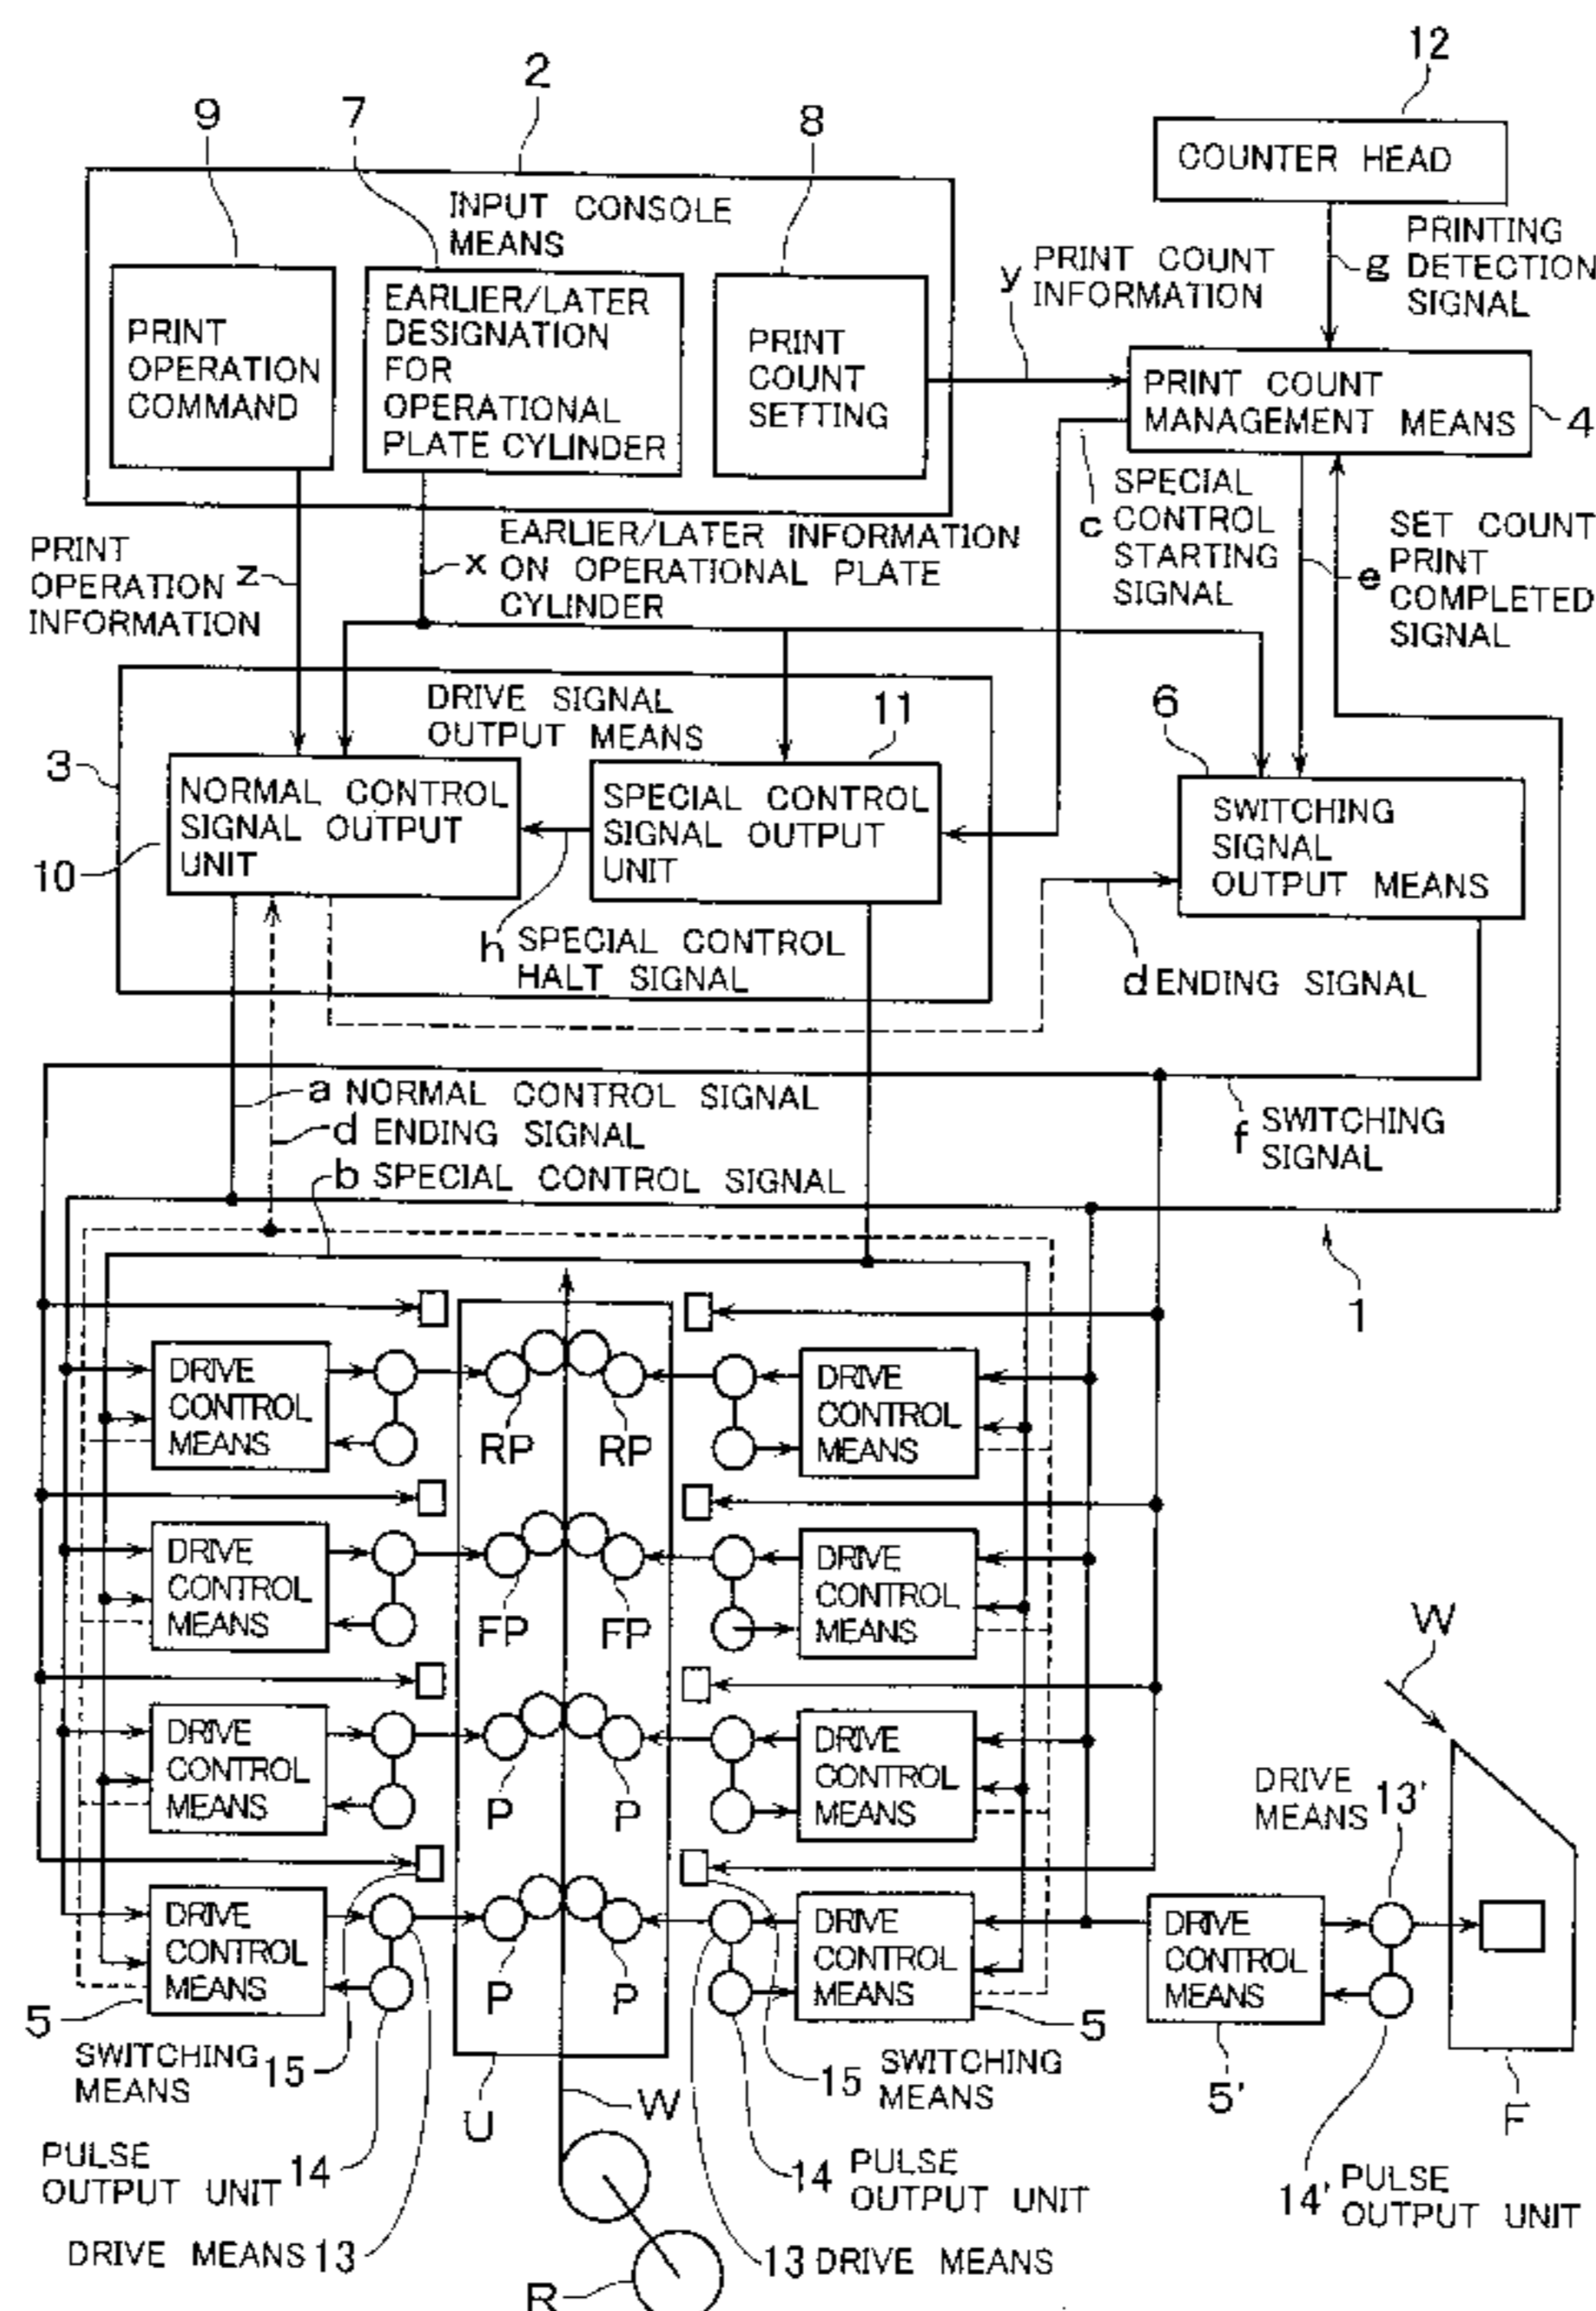 2
12
9
7
8
COUNTER HEAD
INPUT CONSOLE
MEANS
PRINTING
g DETECTION
SIGNAL
y PRINT COUNT
INFORMATION
PRINT
OPERATION
COMMAND
EARLIER/LATER
DESIGNATION
FOR
OPERATIONAL
PLATE CYLINDER
PRINT
COUNT
SETTING
PRINT COUNT
MANAGEMENT MEANS
4
SPECIAL
c CONTROL
STARTING
SIGNAL
SET COUNT
PRINT
e COMPLETED
SIGNAL
PRINT
OPERATION z
INFORMATION
EARLIER/LATER INFORMATION
x ON OPERATIONAL PLATE
CYLINDER
DRIVE SIGNAL
OUTPUT MEANS
11
6
3
NORMAL CONTROL
SIGNAL OUTPUT
UNIT
10
SPECIAL CONTROL
SIGNAL OUTPUT
UNIT
SWITCHING
SIGNAL
OUTPUT MEANS
h SPECIAL CONTROL
HALT SIGNAL
d ENDING SIGNAL
a NORMAL CONTROL SIGNAL
d ENDING SIGNAL
b SPECIAL CONTROL SIGNAL
f SWITCHING
SIGNAL
1
DRIVE
CONTROL
MEANS
RP
RP
DRIVE
CONTROL
MEANS
DRIVE
CONTROL
MEANS
FP
FP
DRIVE
CONTROL
MEANS
W
DRIVE
CONTROL
MEANS
P
P
DRIVE
CONTROL
MEANS
DRIVE
MEANS 13'
DRIVE
CONTROL
MEANS
P
P
DRIVE
CONTROL
MEANS
DRIVE
CONTROL
MEANS
5
5
5'
F
SWITCHING
MEANS 15
U
W
15 SWITCHING
MEANS
PULSE
OUTPUT UNIT 14
14 PULSE
OUTPUT UNIT
14' PULSE
OUTPUT UNIT
DRIVE MEANS 13
13 DRIVE MEANS
R